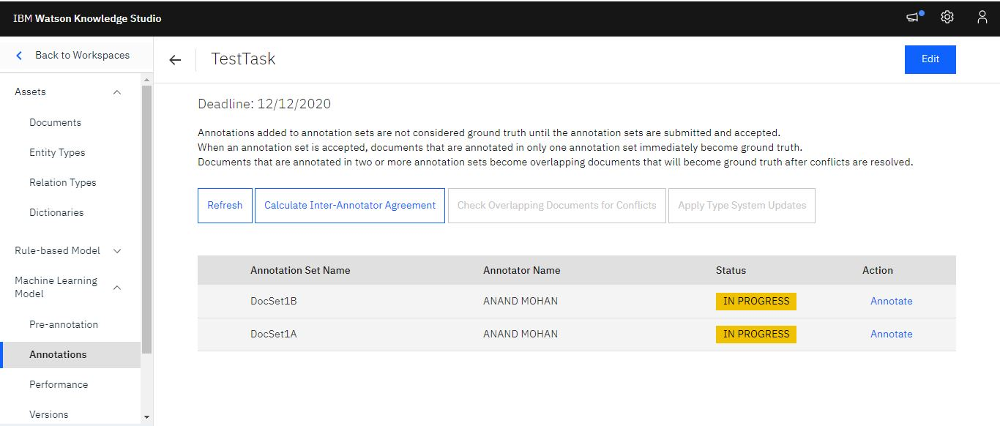 IBM Watson Knowledge Studio
Back to Workspaces
TestTask
Edit
Assets
Documents
Entity Types
Relation Types
Dictionaries
Rule-based Model
Machine Learning
Model
Pre-annotation
Annotations
Performance
Versions
Deadline: 12/12/2020
Annotations added to annotation sets are not considered ground truth until the annotation sets are submitted and accepted.
When an annotation set is accepted, documents that are annotated in only one annotation set immediately become ground truth.
Documents that are annotated in two or more annotation sets become overlapping documents that will become ground truth after conflicts are resolved.
Refresh Calculate Inter-Annotator Agreement Check Overlapping Documents for Conflicts Apply Type System Updates
Annotation Set Name Annotator Name Status Action
DocSet1B ANAND MOHAN IN PROGRESS Annotate
DocSet1A ANAND MOHAN IN PROGRESS Annotate